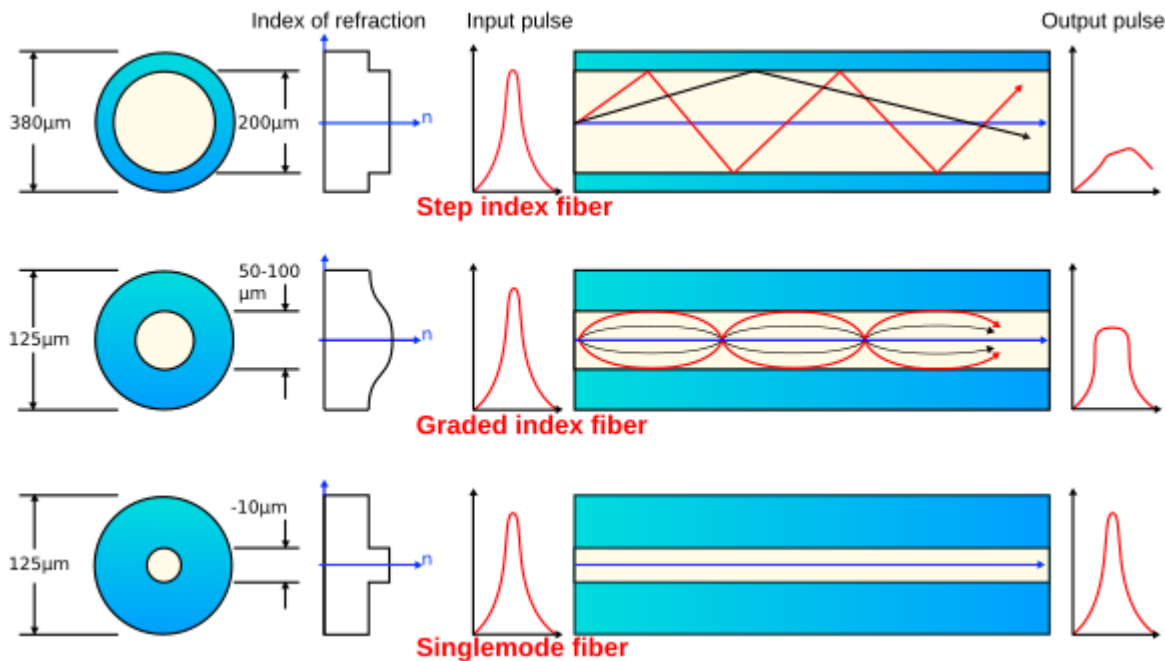 Index of refraction
Input pulse
Output pulse
380µm
200µm
n
Step index fiber
50-100
µm
125µm
n
Graded index fiber
-10µm
125µm
n
Singlemode fiber